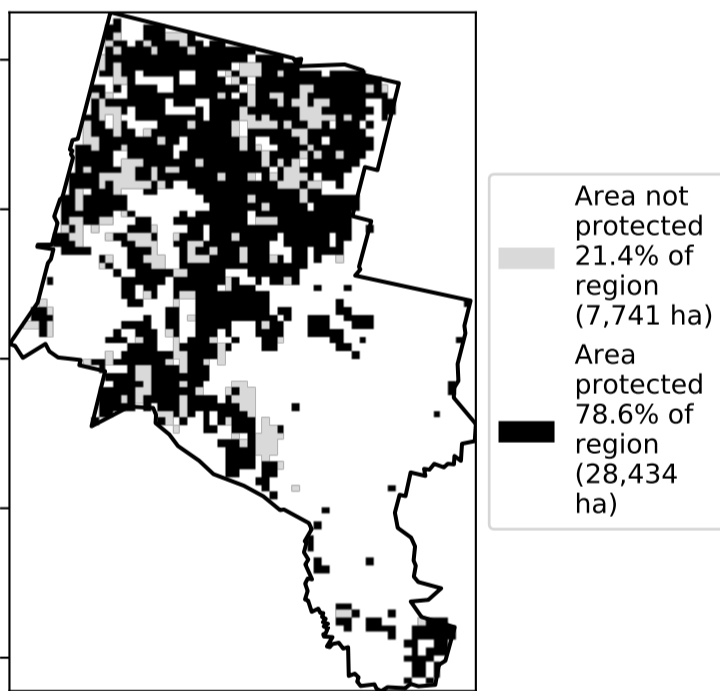 Area not
protected
21.4% of
region
(7,741 ha)
Area
protected
78.6% of
region
(28,434
ha)